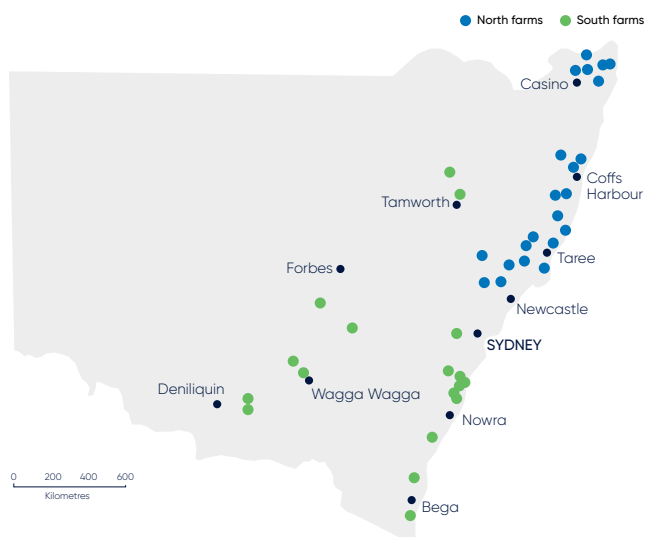 North farms
South farms
Casino
Coffs
Harbour
Tamworth
Taree
Forbes
Newcastle
SYDNEY
Deniliquin
Wagga Wagga
Nowra
0 200 400 600
Kilometres
Bega